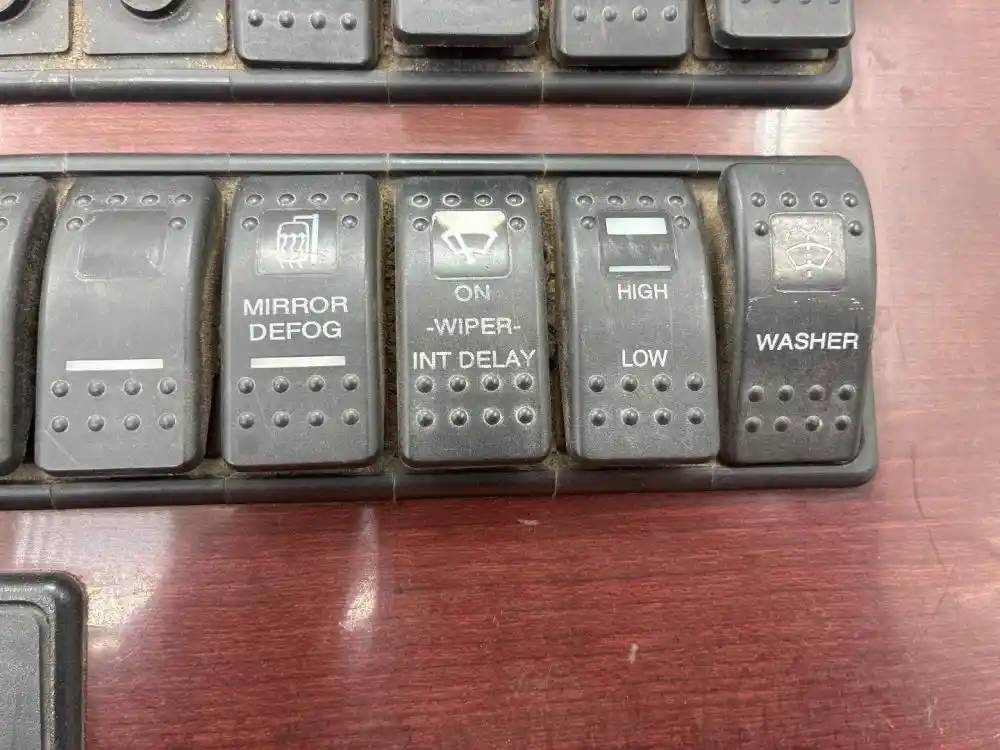 MIRROR
DEFOG
ON
-WIPER-
INT DELAY
HIGH
LOW
WASHER